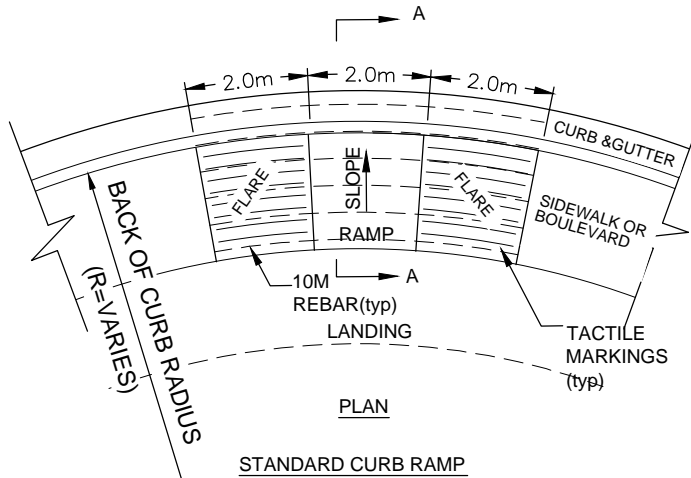 A
2.0m
2.0m
2.0m
CURB &GUTTER
FLARE
SLOPE
FLARE
RAMP
SIDEWALK OR
BOULEVARD
BACK OF CURB RADIUS
(R=VARIES)
A
10M
REBAR(typ)
LANDING
TACTILE
MARKINGS
(typ)
PLAN
STANDARD CURB RAMP